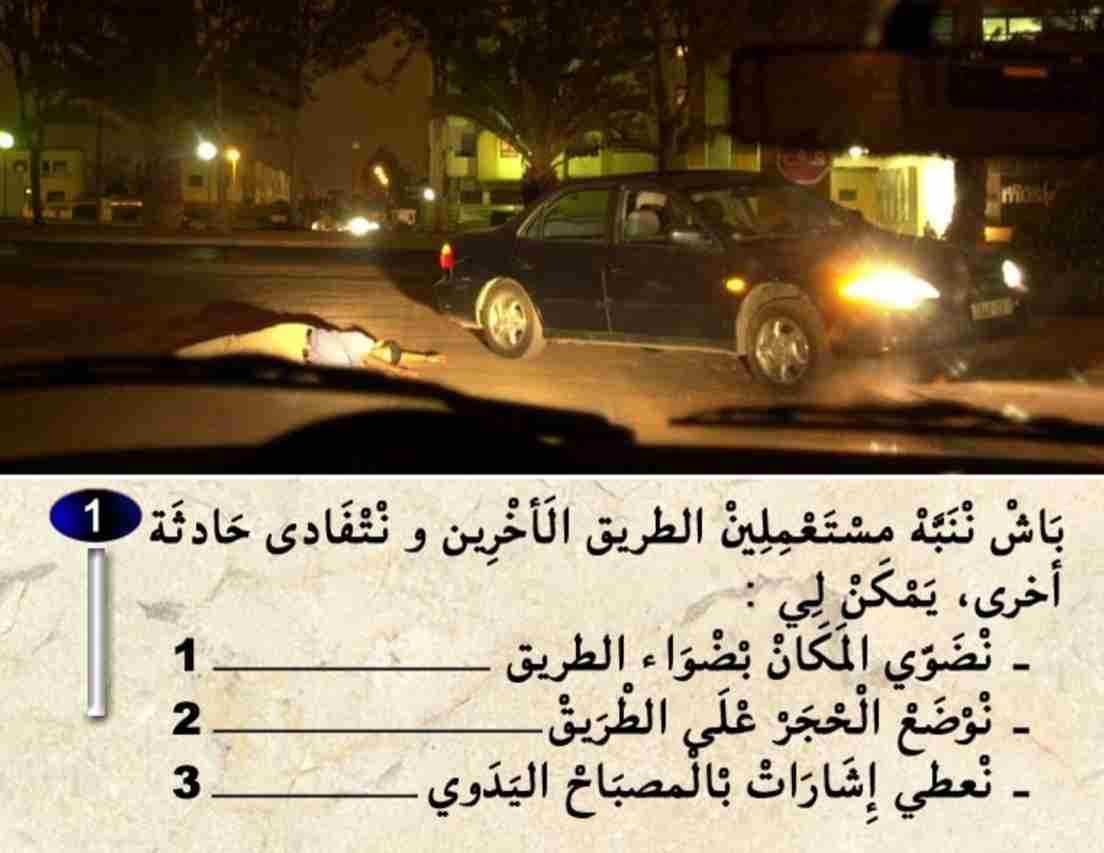 1
بَاشْ نْنَبَّهْ مسْتَعْمِلِينْ الطريق الَأخْرِين و نْتْفَادى حَادثَة
أخرى، يَمْكَنْ لِي :
- نْضَوّي المَكَانْ بْضْوَاء الطريق 1
- نْوْضَعْ الْحْجَرْ عْلَى الطْرَيقْ 2
- نْعطي إِشَارَاتْ بْالْمصبَاحْ اليَدَوي 3